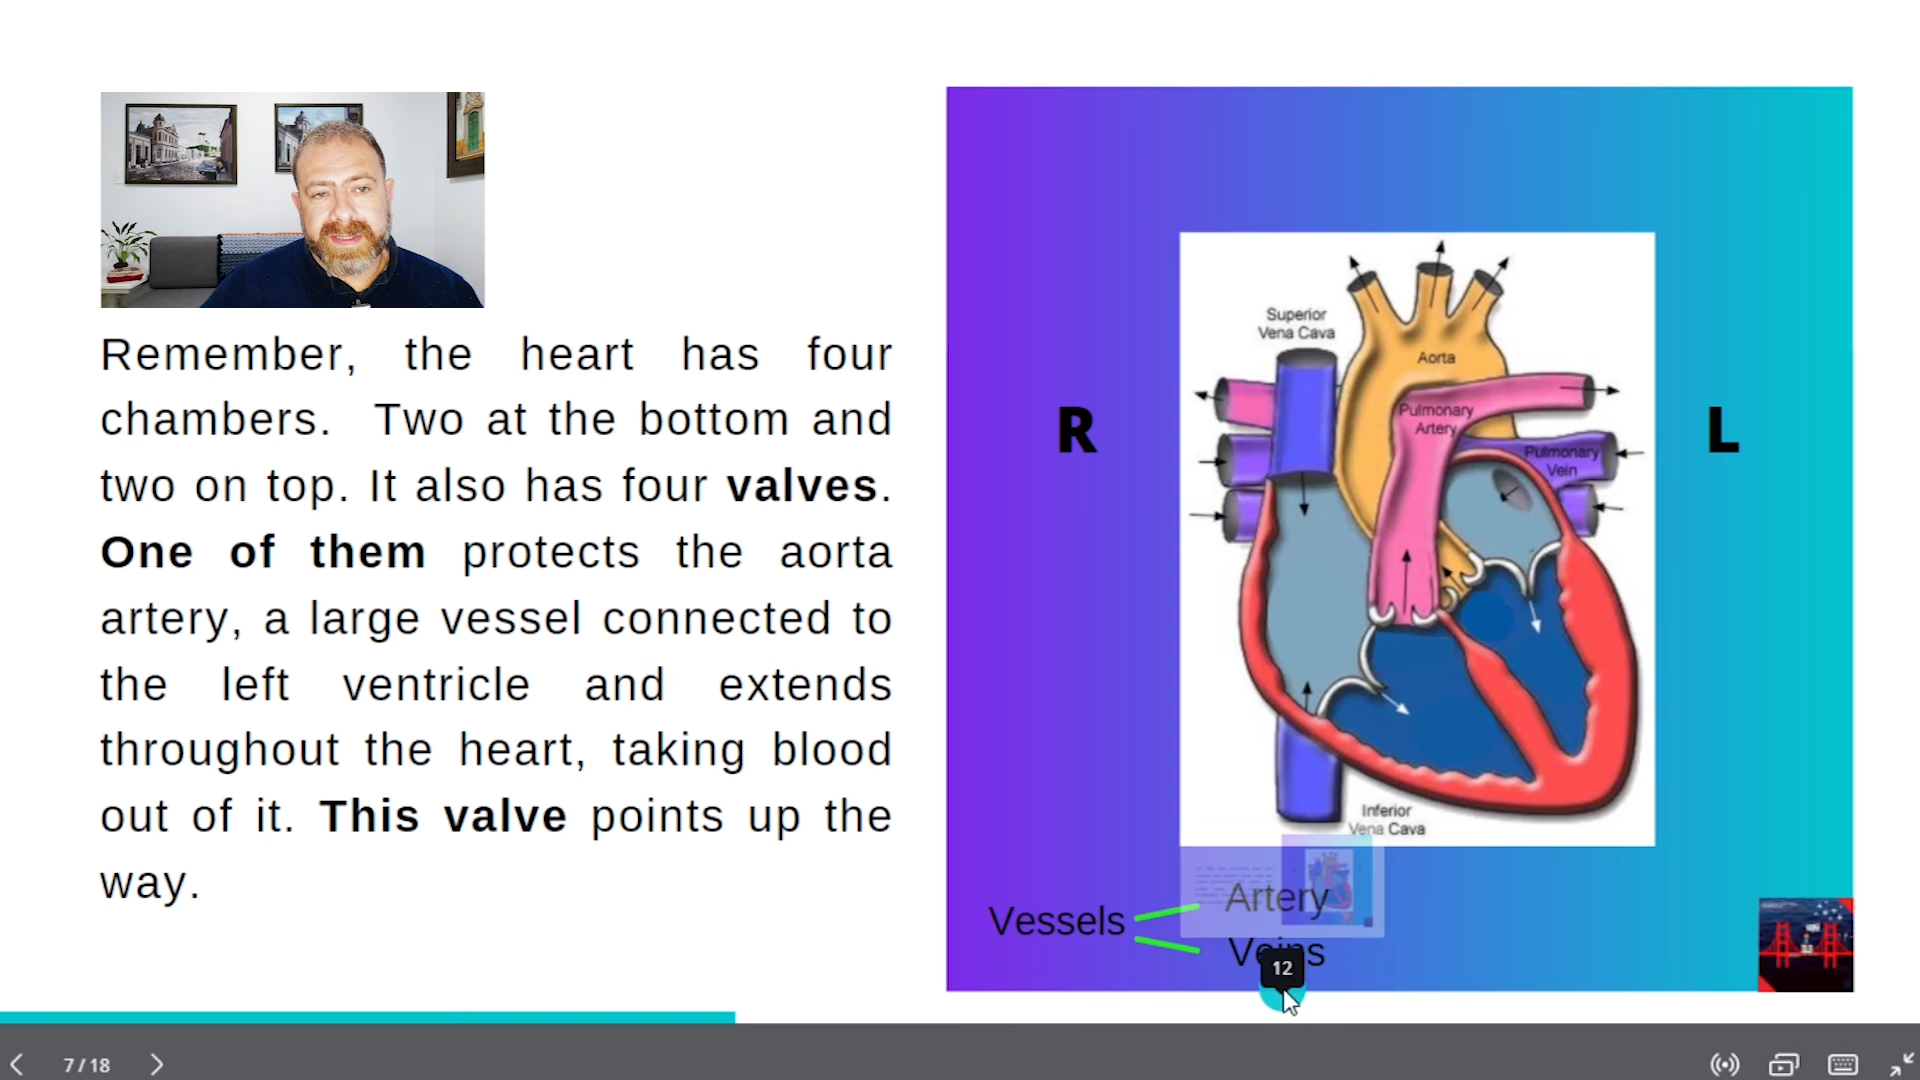 Remember, the heart has four
chambers. Two at the bottom and
two on top. It also has four valves.
One of them protects the aorta
artery, a large vessel connected to
the left ventricle and extends
throughout the heart, taking blood
out of it. This valve points up the
way.
R
L
Superior
Vena Cava
Aorta
Pulmonary
Artery
Pulmonary
Vein
Inferior
Vena Cava
Vessels
Artery
Veins
12
7 / 18